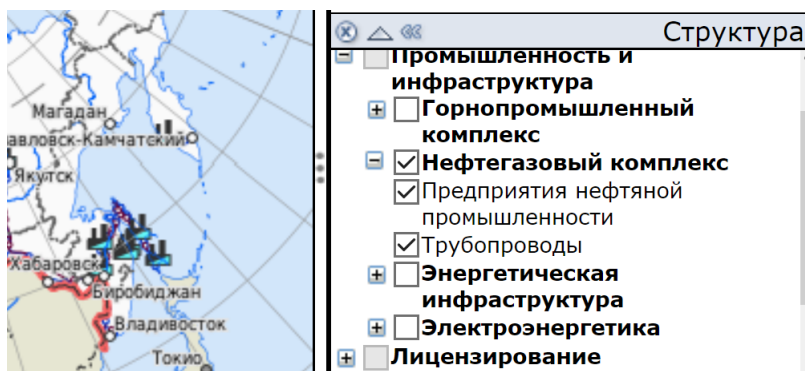 Магадан
авловск-Камчатский
Якутск
Хабаровск
Биробиджан
Владивосток
Токио
Структура
Промышленность и
инфраструктура
Горнопромышленный
комплекс
Нефтегазовый комплекс
Предприятия нефтяной
промышленности
Трубопроводы
Энергетическая
инфраструктура
Электроэнергетика
Лицензирование